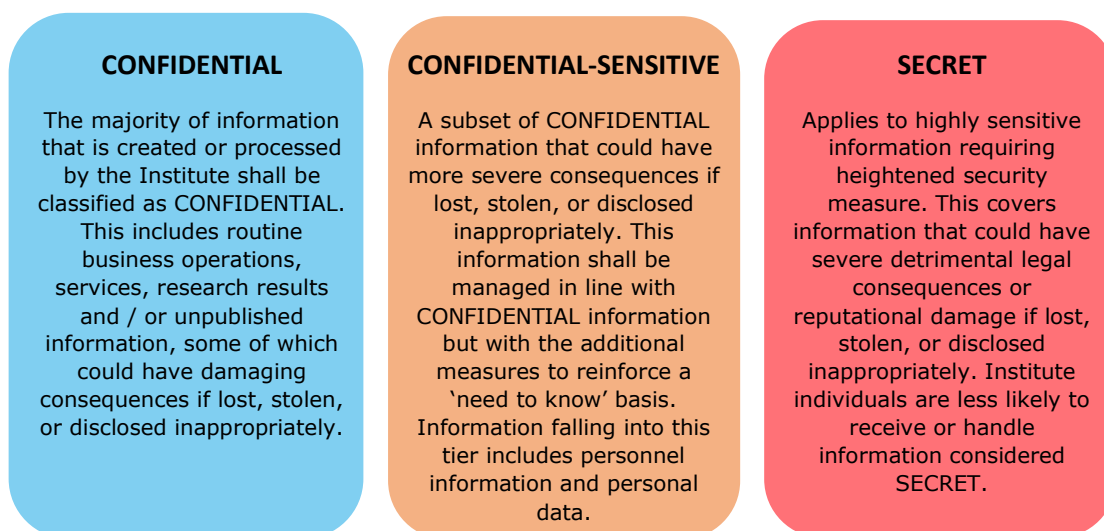 CONFIDENTIAL
The majority of information
that is created or processed
by the Institute shall be
classified as CONFIDENTIAL.
This includes routine
business operations,
services, research results
and / or unpublished
information, some of which
could have damaging
consequences if lost, stolen,
or disclosed inappropriately.
CONFIDENTIAL-SENSITIVE
A subset of CONFIDENTIAL
information that could have
more severe consequences if
lost, stolen, or disclosed
inappropriately. This
information shall be
managed in line with
CONFIDENTIAL information
but with the additional
measures to reinforce a
‘need to know’ basis.
Information falling into this
tier includes personnel
information and personal
data.
SECRET
Applies to highly sensitive
information requiring
heightened security
measure. This covers
information that could have
severe detrimental legal
consequences or
reputational damage if lost,
stolen, or disclosed
inappropriately. Institute
individuals are less likely to
receive or handle
information considered
SECRET.